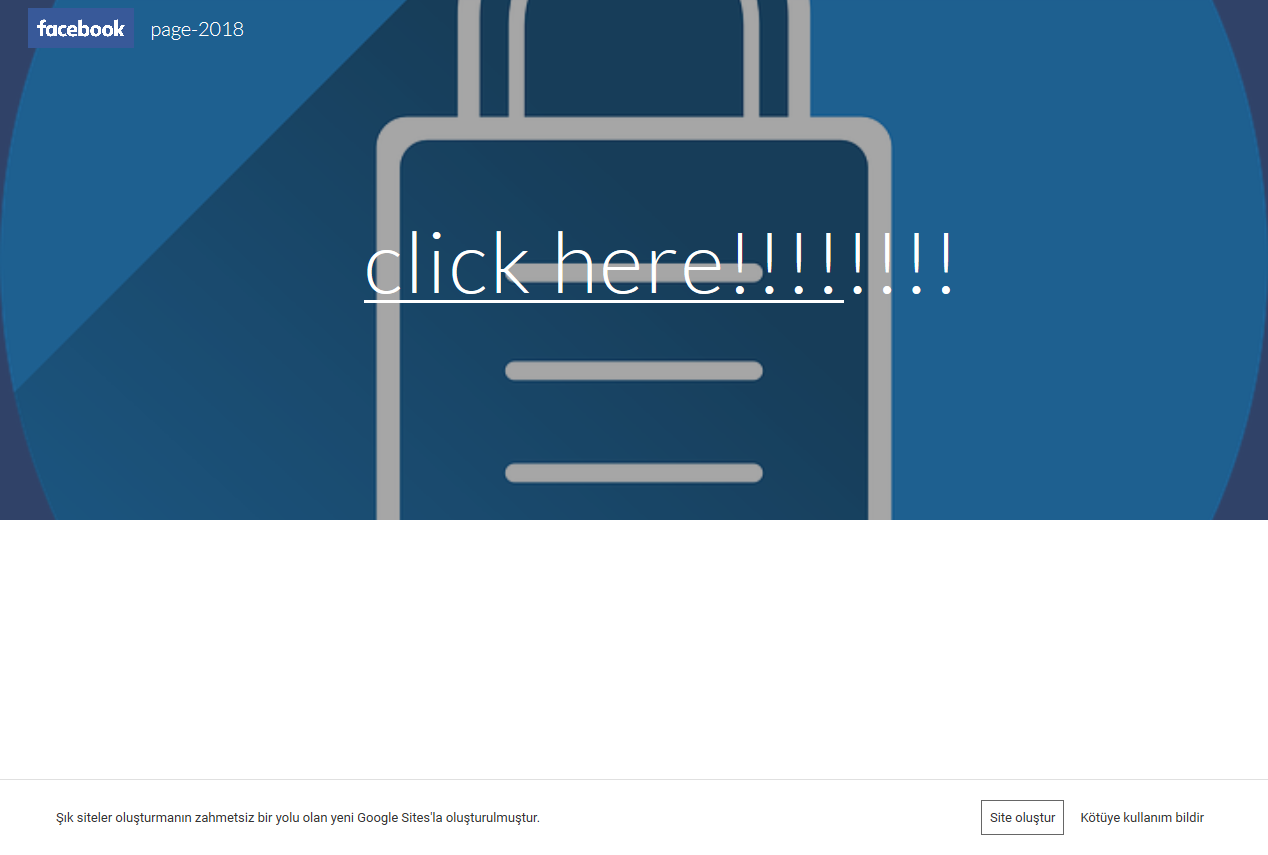 facebook page-2018
click here!!!!!!!!
Şık siteler oluşturmanın zahmetsiz bir yolu olan yeni Google Sites'la oluşturulmuştur. Site oluştur Kötüye kullanım bildir